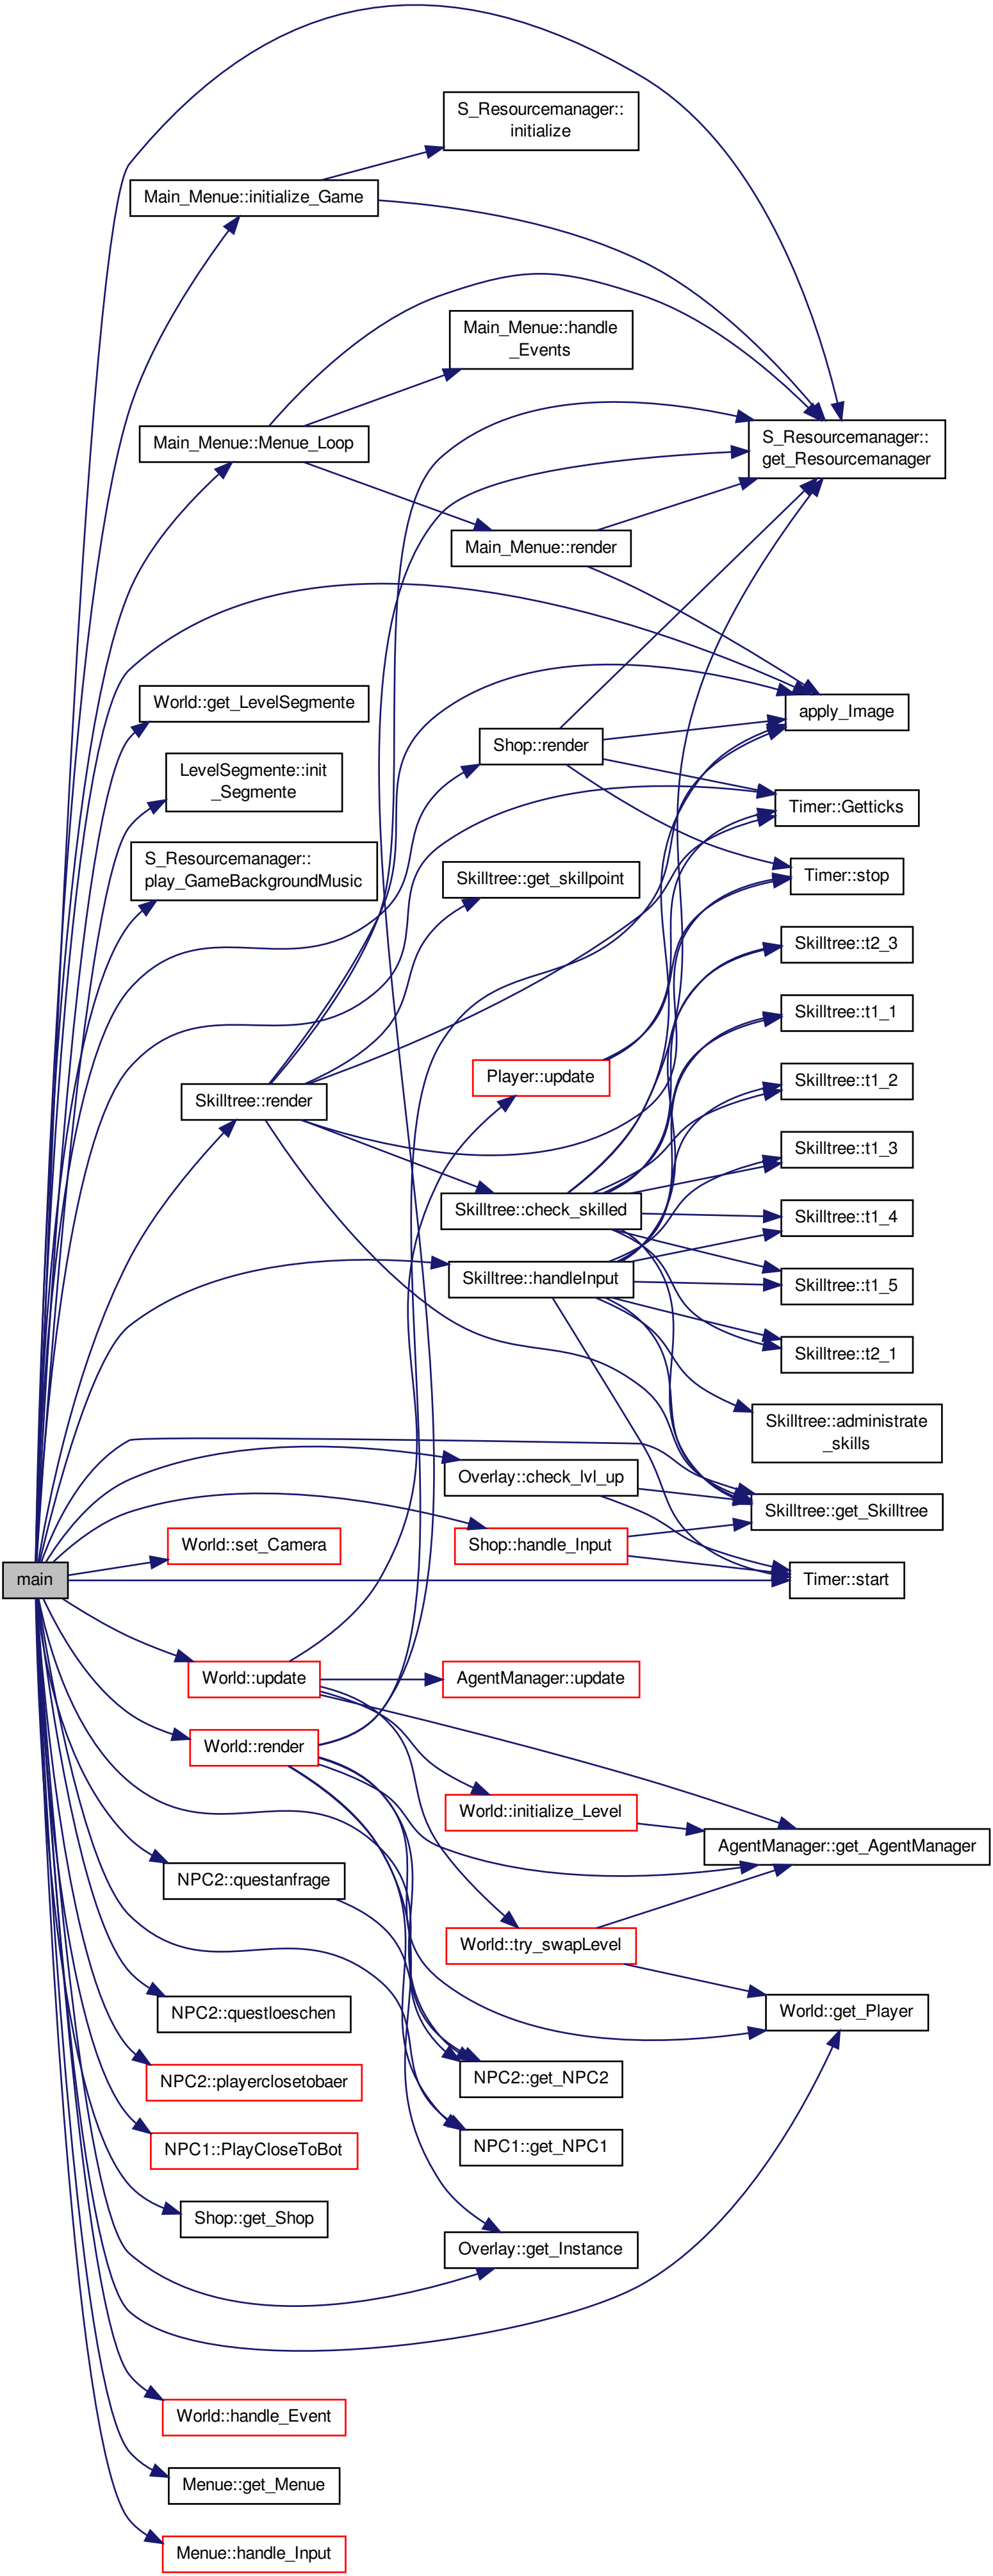 S_Resourcemanager::
initialize
Main_Menue::initialize_Game
Main_Menue::handle
_Events
Main_Menue::Menue_Loop
S_Resourcemanager::
get_Resourcemanager
Main_Menue::render
World::get_LevelSegmente
apply_Image
Shop::render
LevelSegmente::init
_Segmente
Timer::Getticks
S_Resourcemanager::
play_GameBackgroundMusic
Skilltree::get_skillpoint
Timer::stop
Skilltree::t2_3
Skilltree::t1_1
Player::update
Skilltree::t1_2
Skilltree::render
Skilltree::t1_3
Skilltree::check_skilled
Skilltree::t1_4
Skilltree::handleInput
Skilltree::t1_5
Skilltree::t2_1
Skilltree::administrate
_skills
Overlay::check_lvl_up
Skilltree::get_Skilltree
World::set_Camera
Shop::handle_Input
main
Timer::start
World::update
AgentManager::update
World::render
World::initialize_Level
AgentManager::get_AgentManager
NPC2::questanfrage
World::try_swapLevel
NPC2::questloeschen
World::get_Player
NPC2::playerclosetobaer
NPC2::get_NPC2
NPC1::PlayCloseToBot
NPC1::get_NPC1
Shop::get_Shop
Overlay::get_Instance
World::handle_Event
Menue::get_Menue
Menue::handle_Input